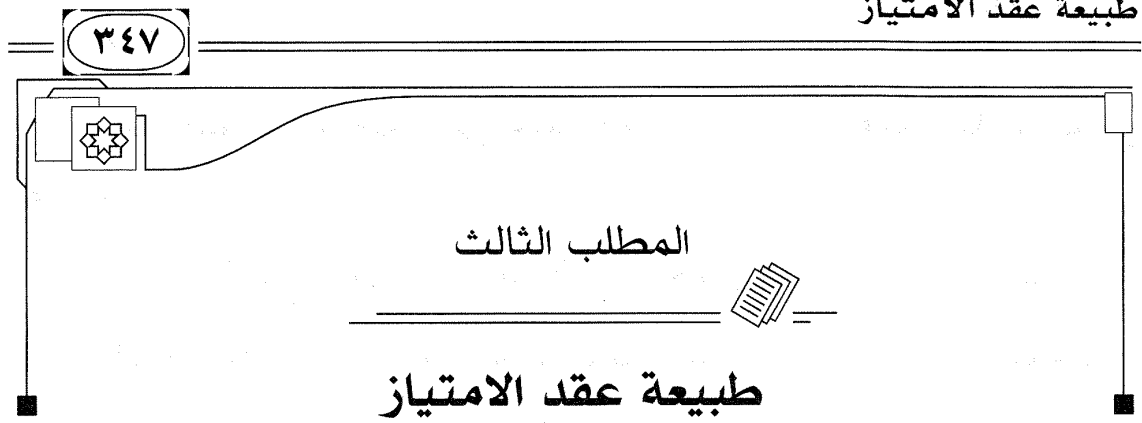 طبيعة عقد الامتياز
٣٤٧
المطلب الثالث
طبيعة عقد الامتياز